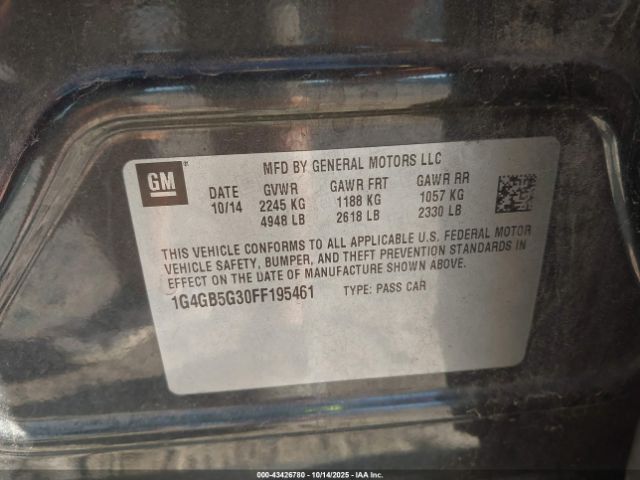 GM® MFD BY GENERAL MOTORS LLC
DATE GVWR GAWR FRT GAWR RR
10/14 2245 KG 1188 KG 1057 KG
4948 LB 2618 LB 2330 LB
THIS VEHICLE CONFORMS TO ALL APPLICABLE U.S. FEDERAL MOTOR
VEHICLE SAFETY, BUMPER, AND THEFT PREVENTION STANDARDS IN
EFFECT ON THE DATE OF MANUFACTURE SHOWN ABOVE.
1G4GB5G30FF195461 TYPE: PASS CAR
000-43426780 - 10/14/2025 - IAA Inc.